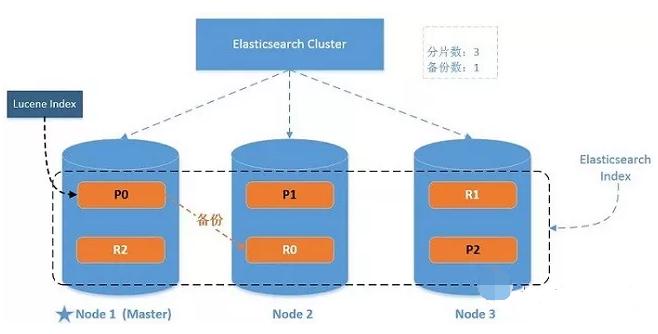 Elasticsearch Cluster
分片数：3
备份数：1
Lucene Index
Elasticsearch
Index
P0
P1
R1
备份
R2
R0
P2
Node 1 (Master)
Node 2
Node 3